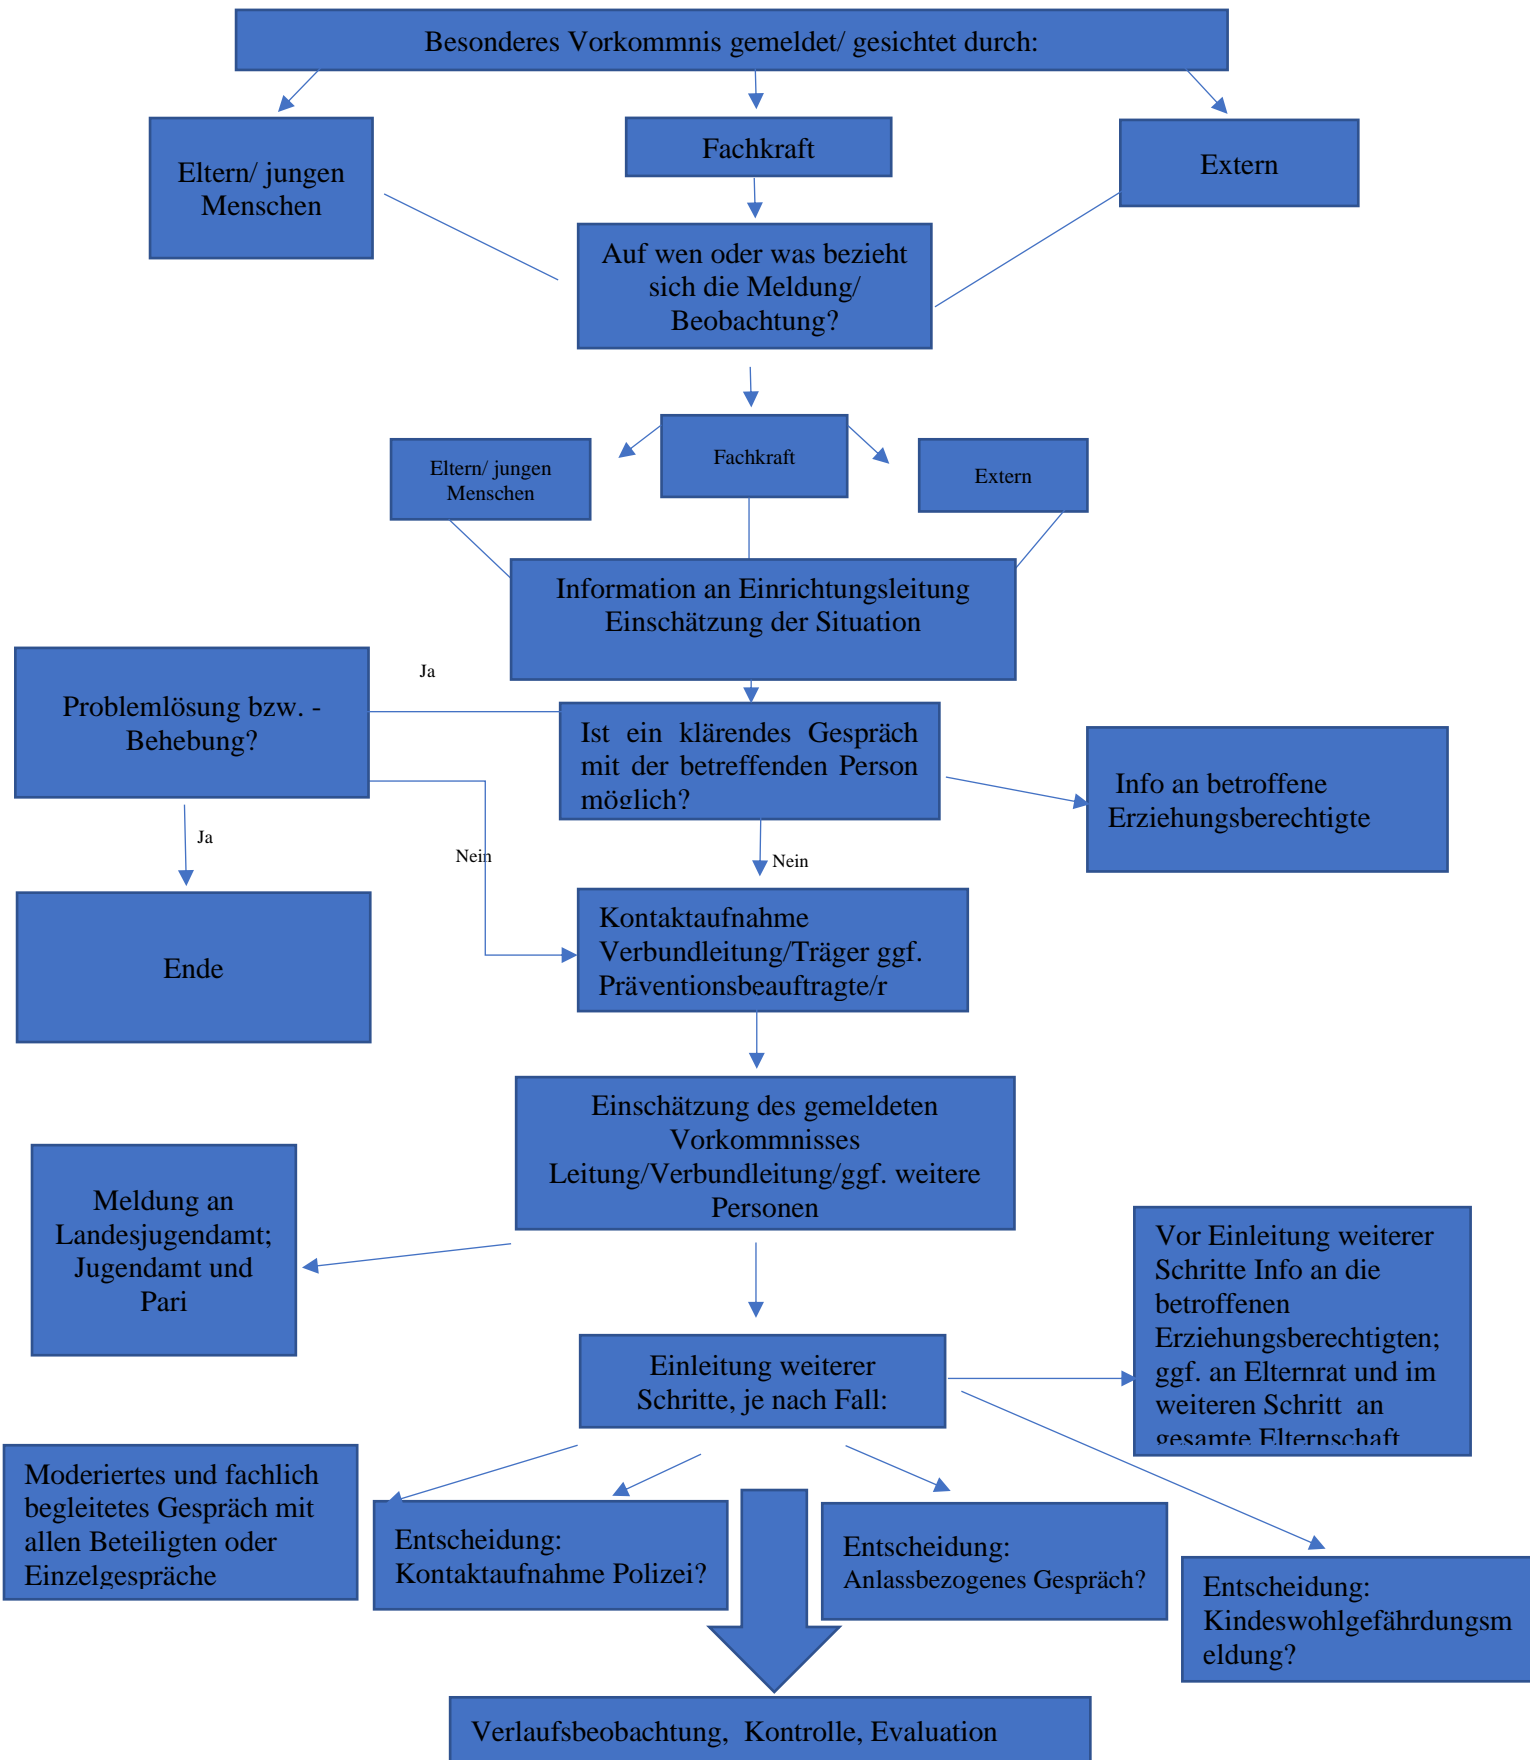 Besonderes Vorkommnis gemeldet/ gesichtet durch:
Eltern/ jungen
Menschen
Fachkraft
Extern
Auf wen oder was bezieht
sich die Meldung/
Beobachtung?
Eltern/ jungen
Menschen
Fachkraft
Extern
Information an Einrichtungsleitung
Einschätzung der Situation
Problemlösung bzw. -
Behebung?
Ja
Ist ein klärendes Gespräch
mit der betreffenden Person
möglich?
Info an betroffene
Erziehungsberechtigte
Ja
Nein
Nein
Ende
Kontaktaufnahme
Verbundleitung/Träger ggf.
Präventionsbeauftragte/r
Einschätzung des gemeldeten
Vorkommnisses
Leitung/Verbundleitung/ggf. weitere
Personen
Meldung an
Landesjugendamt;
Jugendamt und
Pari
Vor Einleitung weiterer
Schritte Info an die
betroffenen
Erziehungsberechtigten;
ggf. an Elternrat und im
weiteren Schritt  an
gesamte Elternschaft
Einleitung weiterer
Schritte, je nach Fall:
Moderiertes und fachlich
begleitetes Gespräch mit
allen Beteiligten oder
Einzelgespräche
Entscheidung:
Kontaktaufnahme Polizei?
Entscheidung:
Anlassbezogenes Gespräch?
Entscheidung:
Kindeswohlgefährdungsm
eldung?
Verlaufsbeobachtung,  Kontrolle, Evaluation